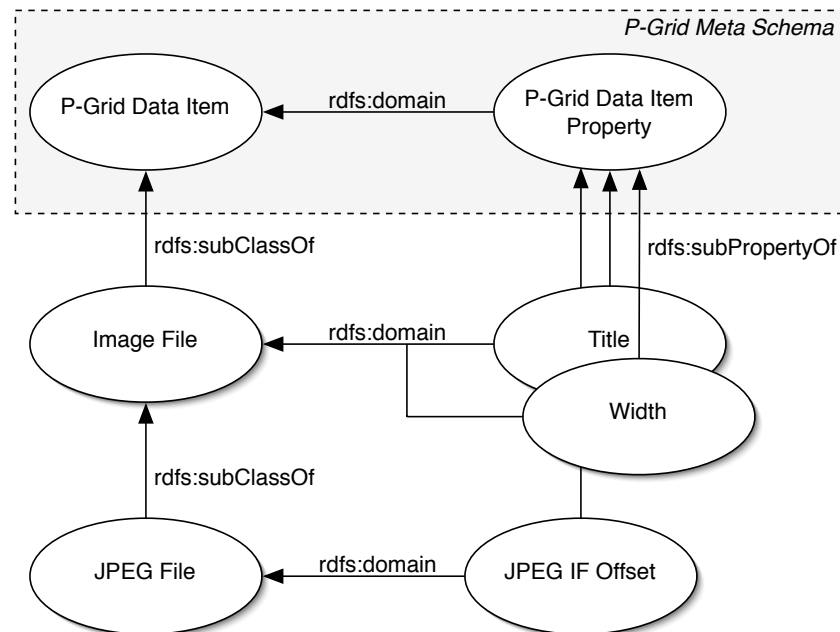 P-Grid Meta Schema
P-Grid Data Item
rdfs:domain
P-Grid Data Item
Property
rdfs:subClassOf
rdfs:subPropertyOf
Image File
rdfs:domain
Title
Width
rdfs:subClassOf
JPEG File
rdfs:domain
JPEG IF Offset